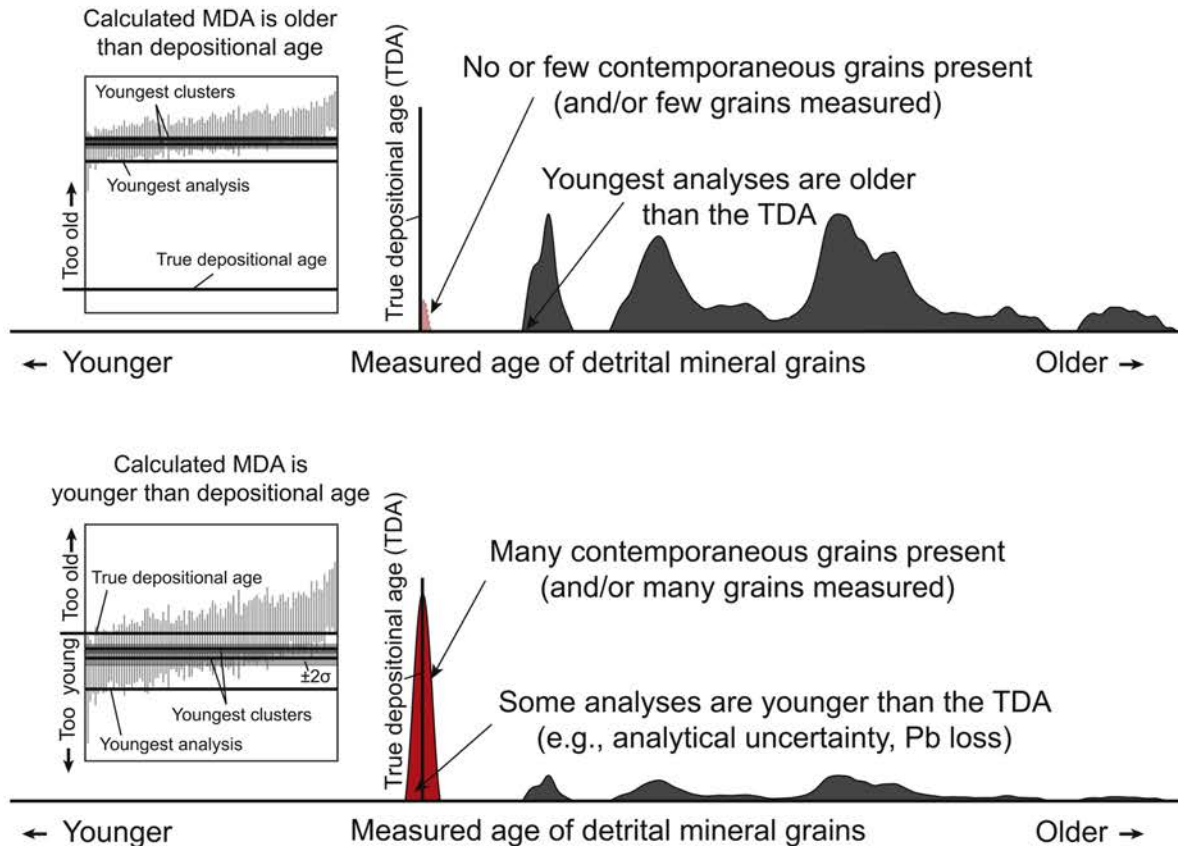 Calculated MDA is older
than depositional age
Youngest clusters
Youngest analysis
True depositional age
Too old →
True depositoinal age (TDA)
No or few contemporaneous grains present
(and/or few grains measured)
Youngest analyses are older
than the TDA
← Younger
Measured age of detrital mineral grains
Older →
Calculated MDA is
younger than depositional age
True depositional age
±2σ
Youngest clusters
Youngest analysis
Too old →
← Too young
True depositoinal age (TDA)
Many contemporaneous grains present
(and/or many grains measured)
Some analyses are younger than the TDA
(e.g., analytical uncertainty, Pb loss)
← Younger
Measured age of detrital mineral grains
Older →